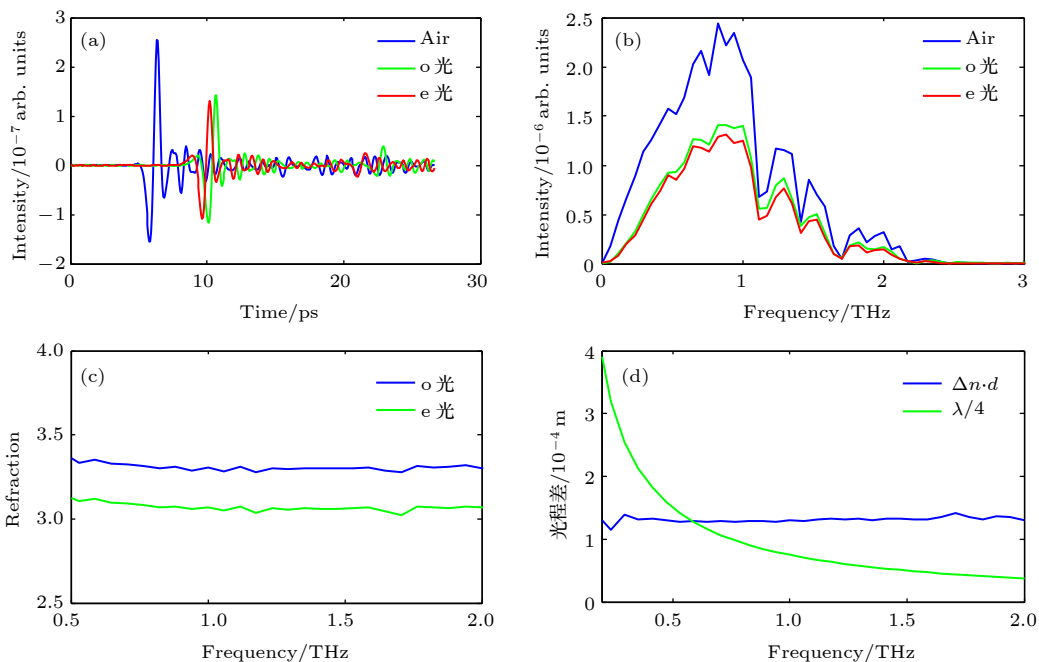 (a)
Air
o 光
e 光
3
2
1
0
−1
−2
0
10
20
30
Intensity/10⁻⁷ arb. units
Time/ps
(b)
Air
o 光
e 光
2.5
2.0
1.5
1.0
0.5
0
0
1
2
3
Intensity/10⁻⁶ arb. units
Frequency/THz
(c)
o 光
e 光
4.0
3.5
3.0
2.5
0.5
1.0
1.5
2.0
Refraction
Frequency/THz
(d)
Δn·d
λ/4
4
3
2
1
0
0.5
1.0
1.5
2.0
光程差/10⁻⁴ m
Frequency/THz